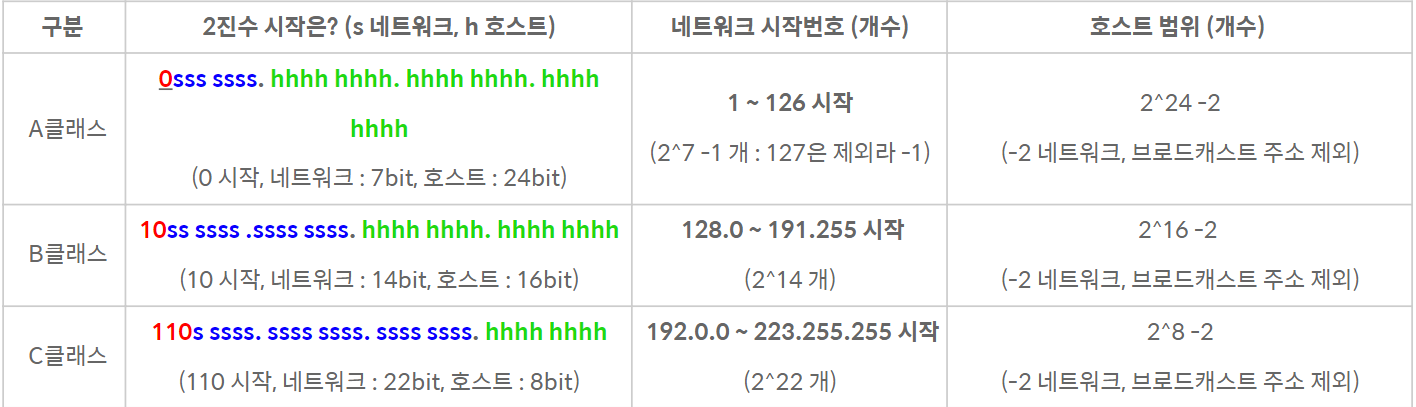 구분 2진수 시작은? (s 네트워크, h 호스트) 네트워크 시작번호 (개수) 호스트 범위 (개수)
A클래스
0sss ssss. hhhh hhhh. hhhh hhhh. hhhh
hhhh
(0 시작, 네트워크 : 7bit, 호스트 : 24bit)
1 ~ 126 시작
(2^7 -1 개 : 127은 제외라 -1)
2^24 -2
(-2 네트워크, 브로드캐스트 주소 제외)
B클래스
10ss ssss .ssss ssss. hhhh hhhh. hhhh hhhh
(10 시작, 네트워크 : 14bit, 호스트 : 16bit)
128.0 ~ 191.255 시작
(2^14 개)
2^16 -2
(-2 네트워크, 브로드캐스트 주소 제외)
C클래스
110s ssss. ssss ssss. ssss ssss. hhhh hhhh
(110 시작, 네트워크 : 22bit, 호스트 : 8bit)
192.0.0 ~ 223.255.255 시작
(2^22 개)
2^8 -2
(-2 네트워크, 브로드캐스트 주소 제외)